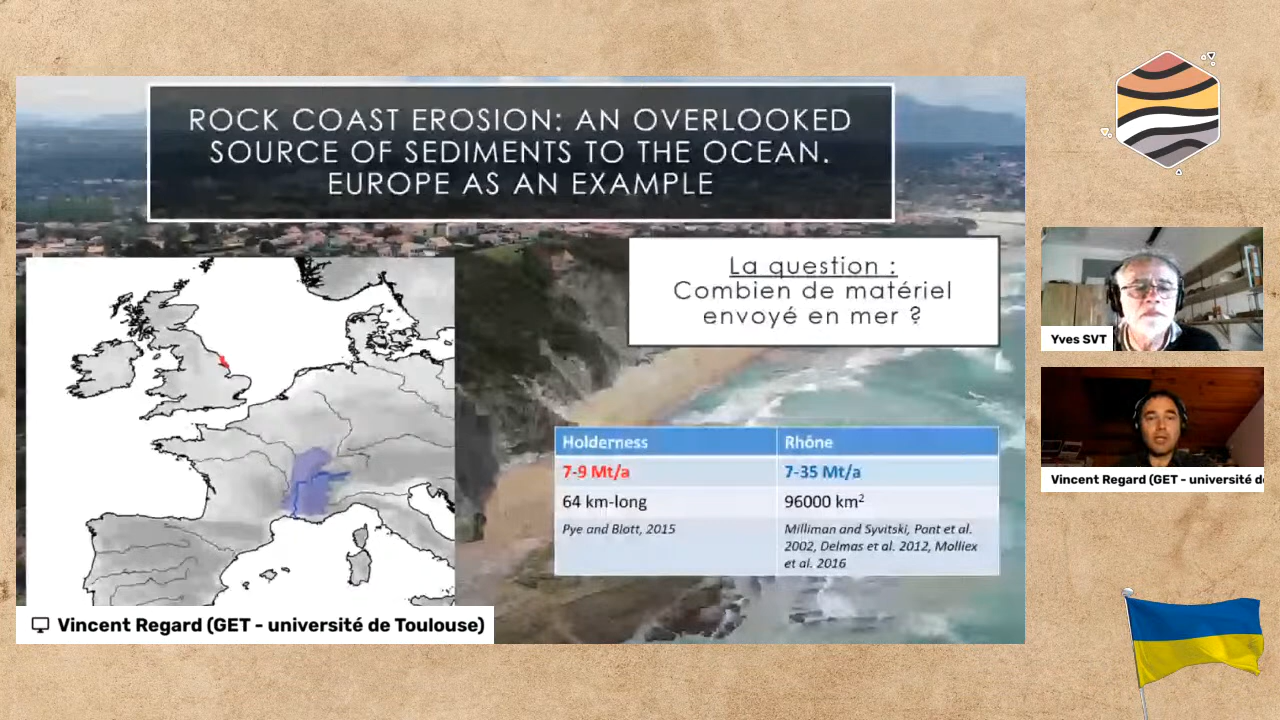 ROCK COAST EROSION: AN OVERLOOKED
SOURCE OF SEDIMENTS TO THE OCEAN.
EUROPE AS AN EXAMPLE
La question :
Combien de matériel
envoyé en mer ?
Holderness
Rhône
7-9 Mt/a
7-35 Mt/a
64 km-long
96000 km²
Pye and Blott, 2015
Milliman and Syvitski, Pont et al.
2002, Delmas et al. 2012, Molliex
et al. 2016
Vincent Regard (GET - université de Toulouse)
Yves SVT
Vincent Regard (GET - université de